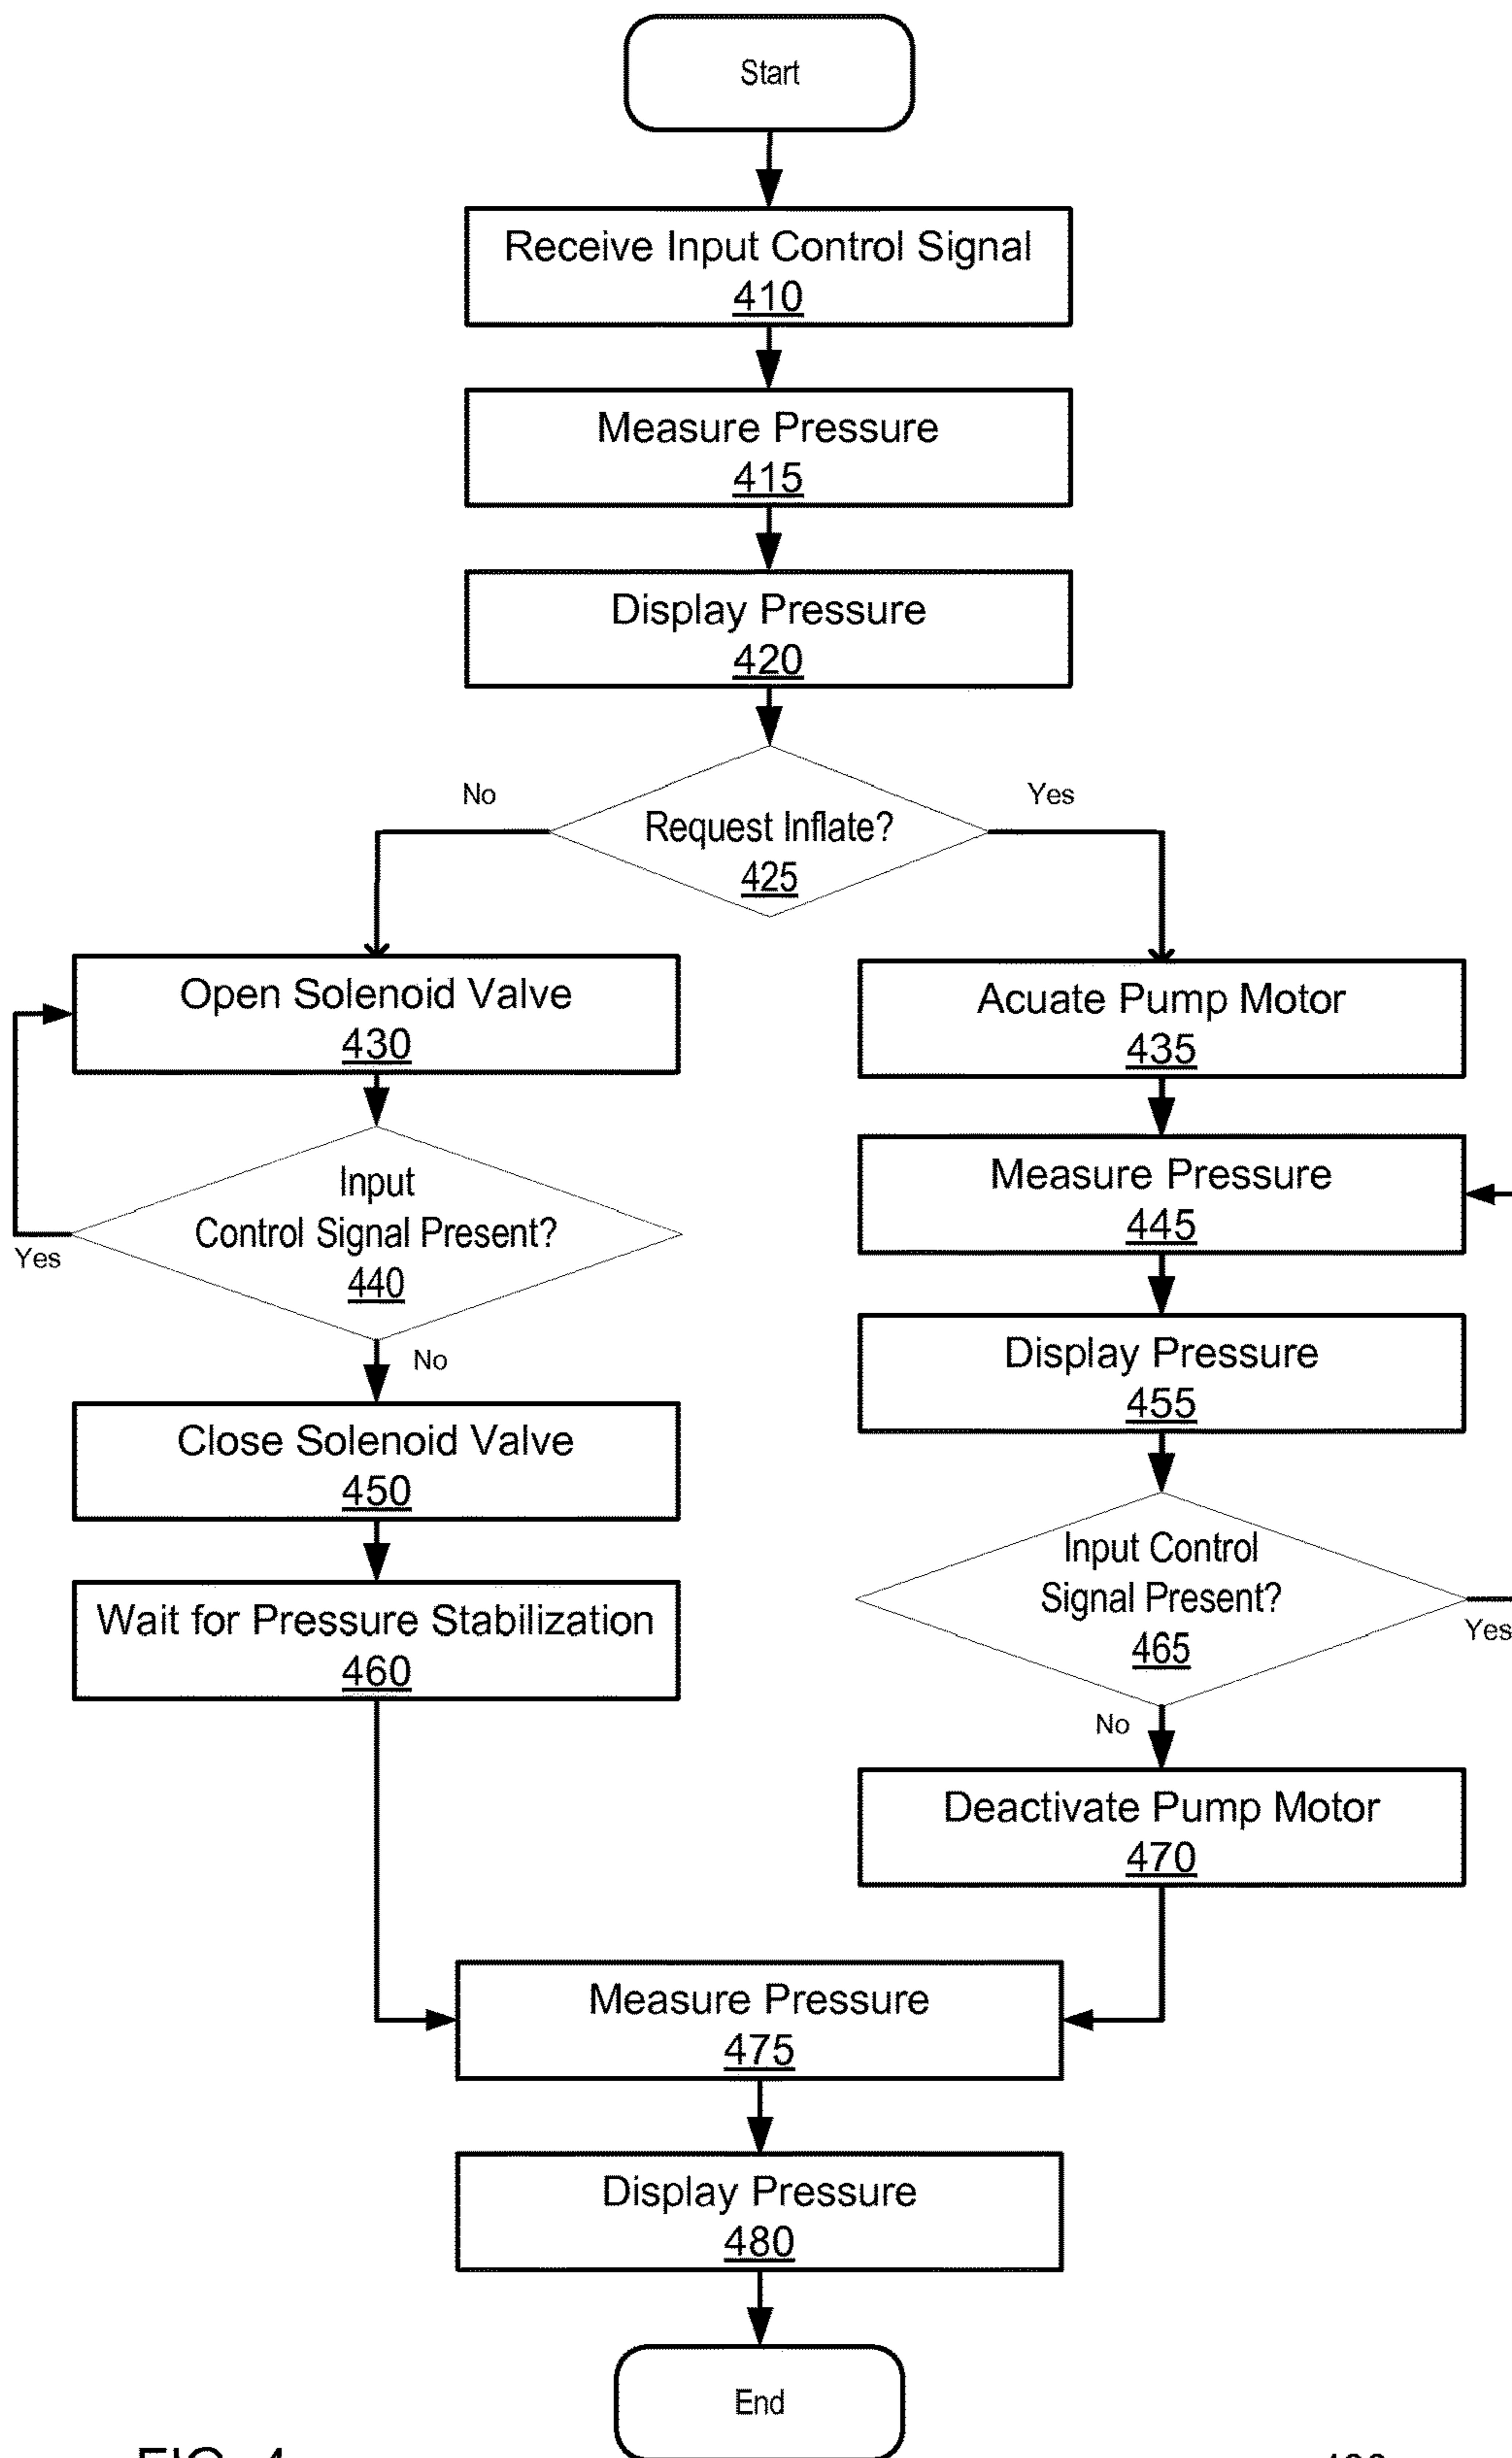 Start
Receive Input Control Signal
410
Measure Pressure
415
Display Pressure
420
No
Yes
Request Inflate?
425
Open Solenoid Valve
430
Acuate Pump Motor
435
Input
Control Signal Present?
440
Yes
Measure Pressure
445
No
Display Pressure
455
Close Solenoid Valve
450
Input Control
Signal Present?
465
Yes
Wait for Pressure Stabilization
460
No
Deactivate Pump Motor
470
Measure Pressure
475
Display Pressure
480
End
FIG. 4